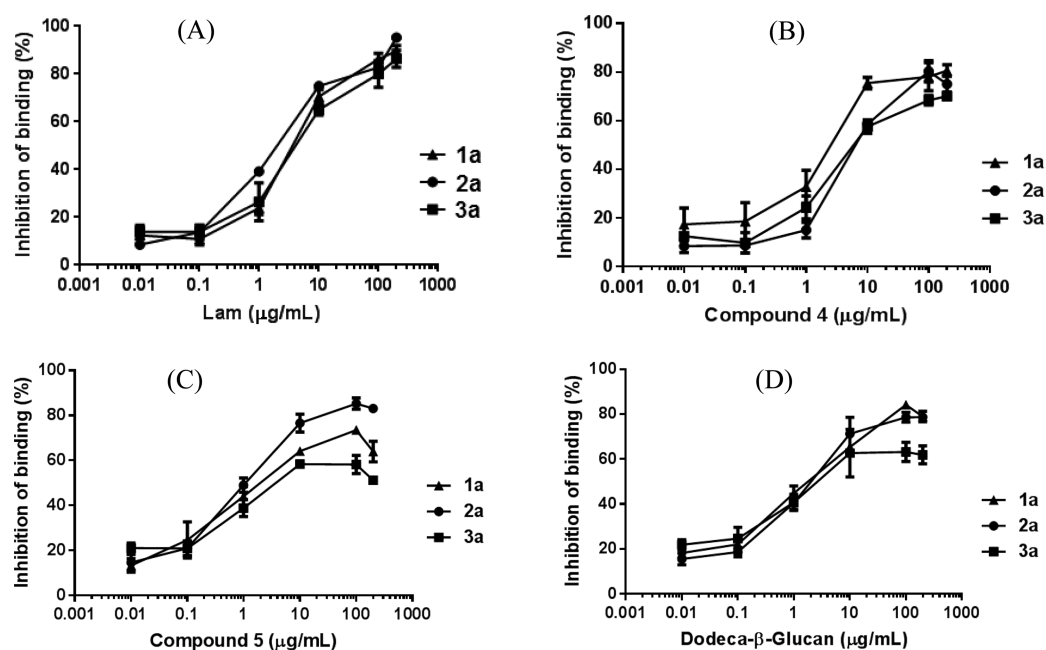 (A)
Inhibition of binding (%)
100
80
60
40
20
0
0.001 0.01 0.1 1 10 100 1000
Lam (μg/mL)
1a
2a
3a
(B)
Inhibition of binding (%)
100
80
60
40
20
0
0.001 0.01 0.1 1 10 100 1000
Compound 4 (μg/mL)
1a
2a
3a
(C)
Inhibition of binding (%)
100
80
60
40
20
0
0.001 0.01 0.1 1 10 100 1000
Compound 5 (μg/mL)
1a
2a
3a
(D)
Inhibition of binding (%)
100
80
60
40
20
0
0.001 0.01 0.1 1 10 100 1000
Dodeca-β-Glucan (μg/mL)
1a
2a
3a